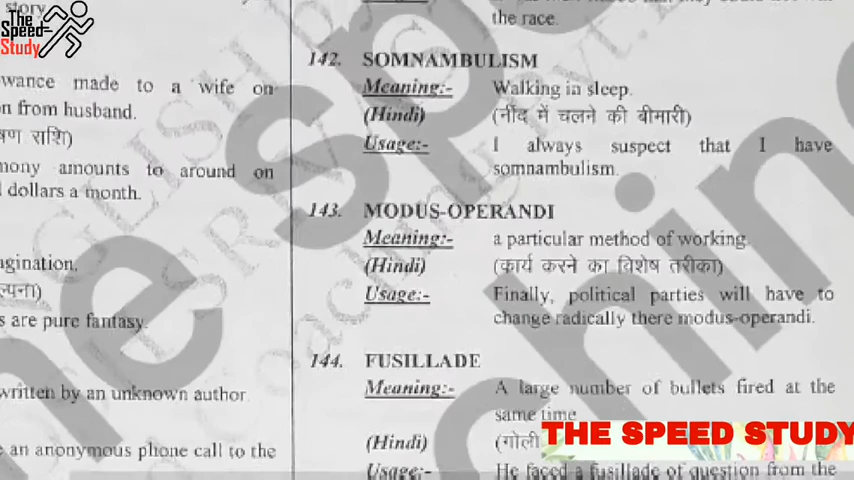 story
The
Speed-
Study
wance made to a wife on
n from husband.
षण राशि)
mony amounts to around on
dollars a month.
agination.
ल्पना)
s are pure fantasy.
written by an unknown author
e an anonymous phone call to the
the race.
142. SOMNAMBULISM
Meaning:- Walking in sleep.
(Hindi) (नींद में चलने की बीमारी)
Usage:- I always suspect that I have
somnambulism.
143. MODUS-OPERANDI
Meaning:- a particular method of working.
(Hindi) (कार्य करने का विशेष तरीका)
Usage:- Finally, political parties will have to
change radically there modus-operandi.
144. FUSILLADE
Meaning:- A large number of bullets fired at the
same time
(Hindi) (गोली
THE SPEED STUDY
Usage:- He faced a fusillade of question from the